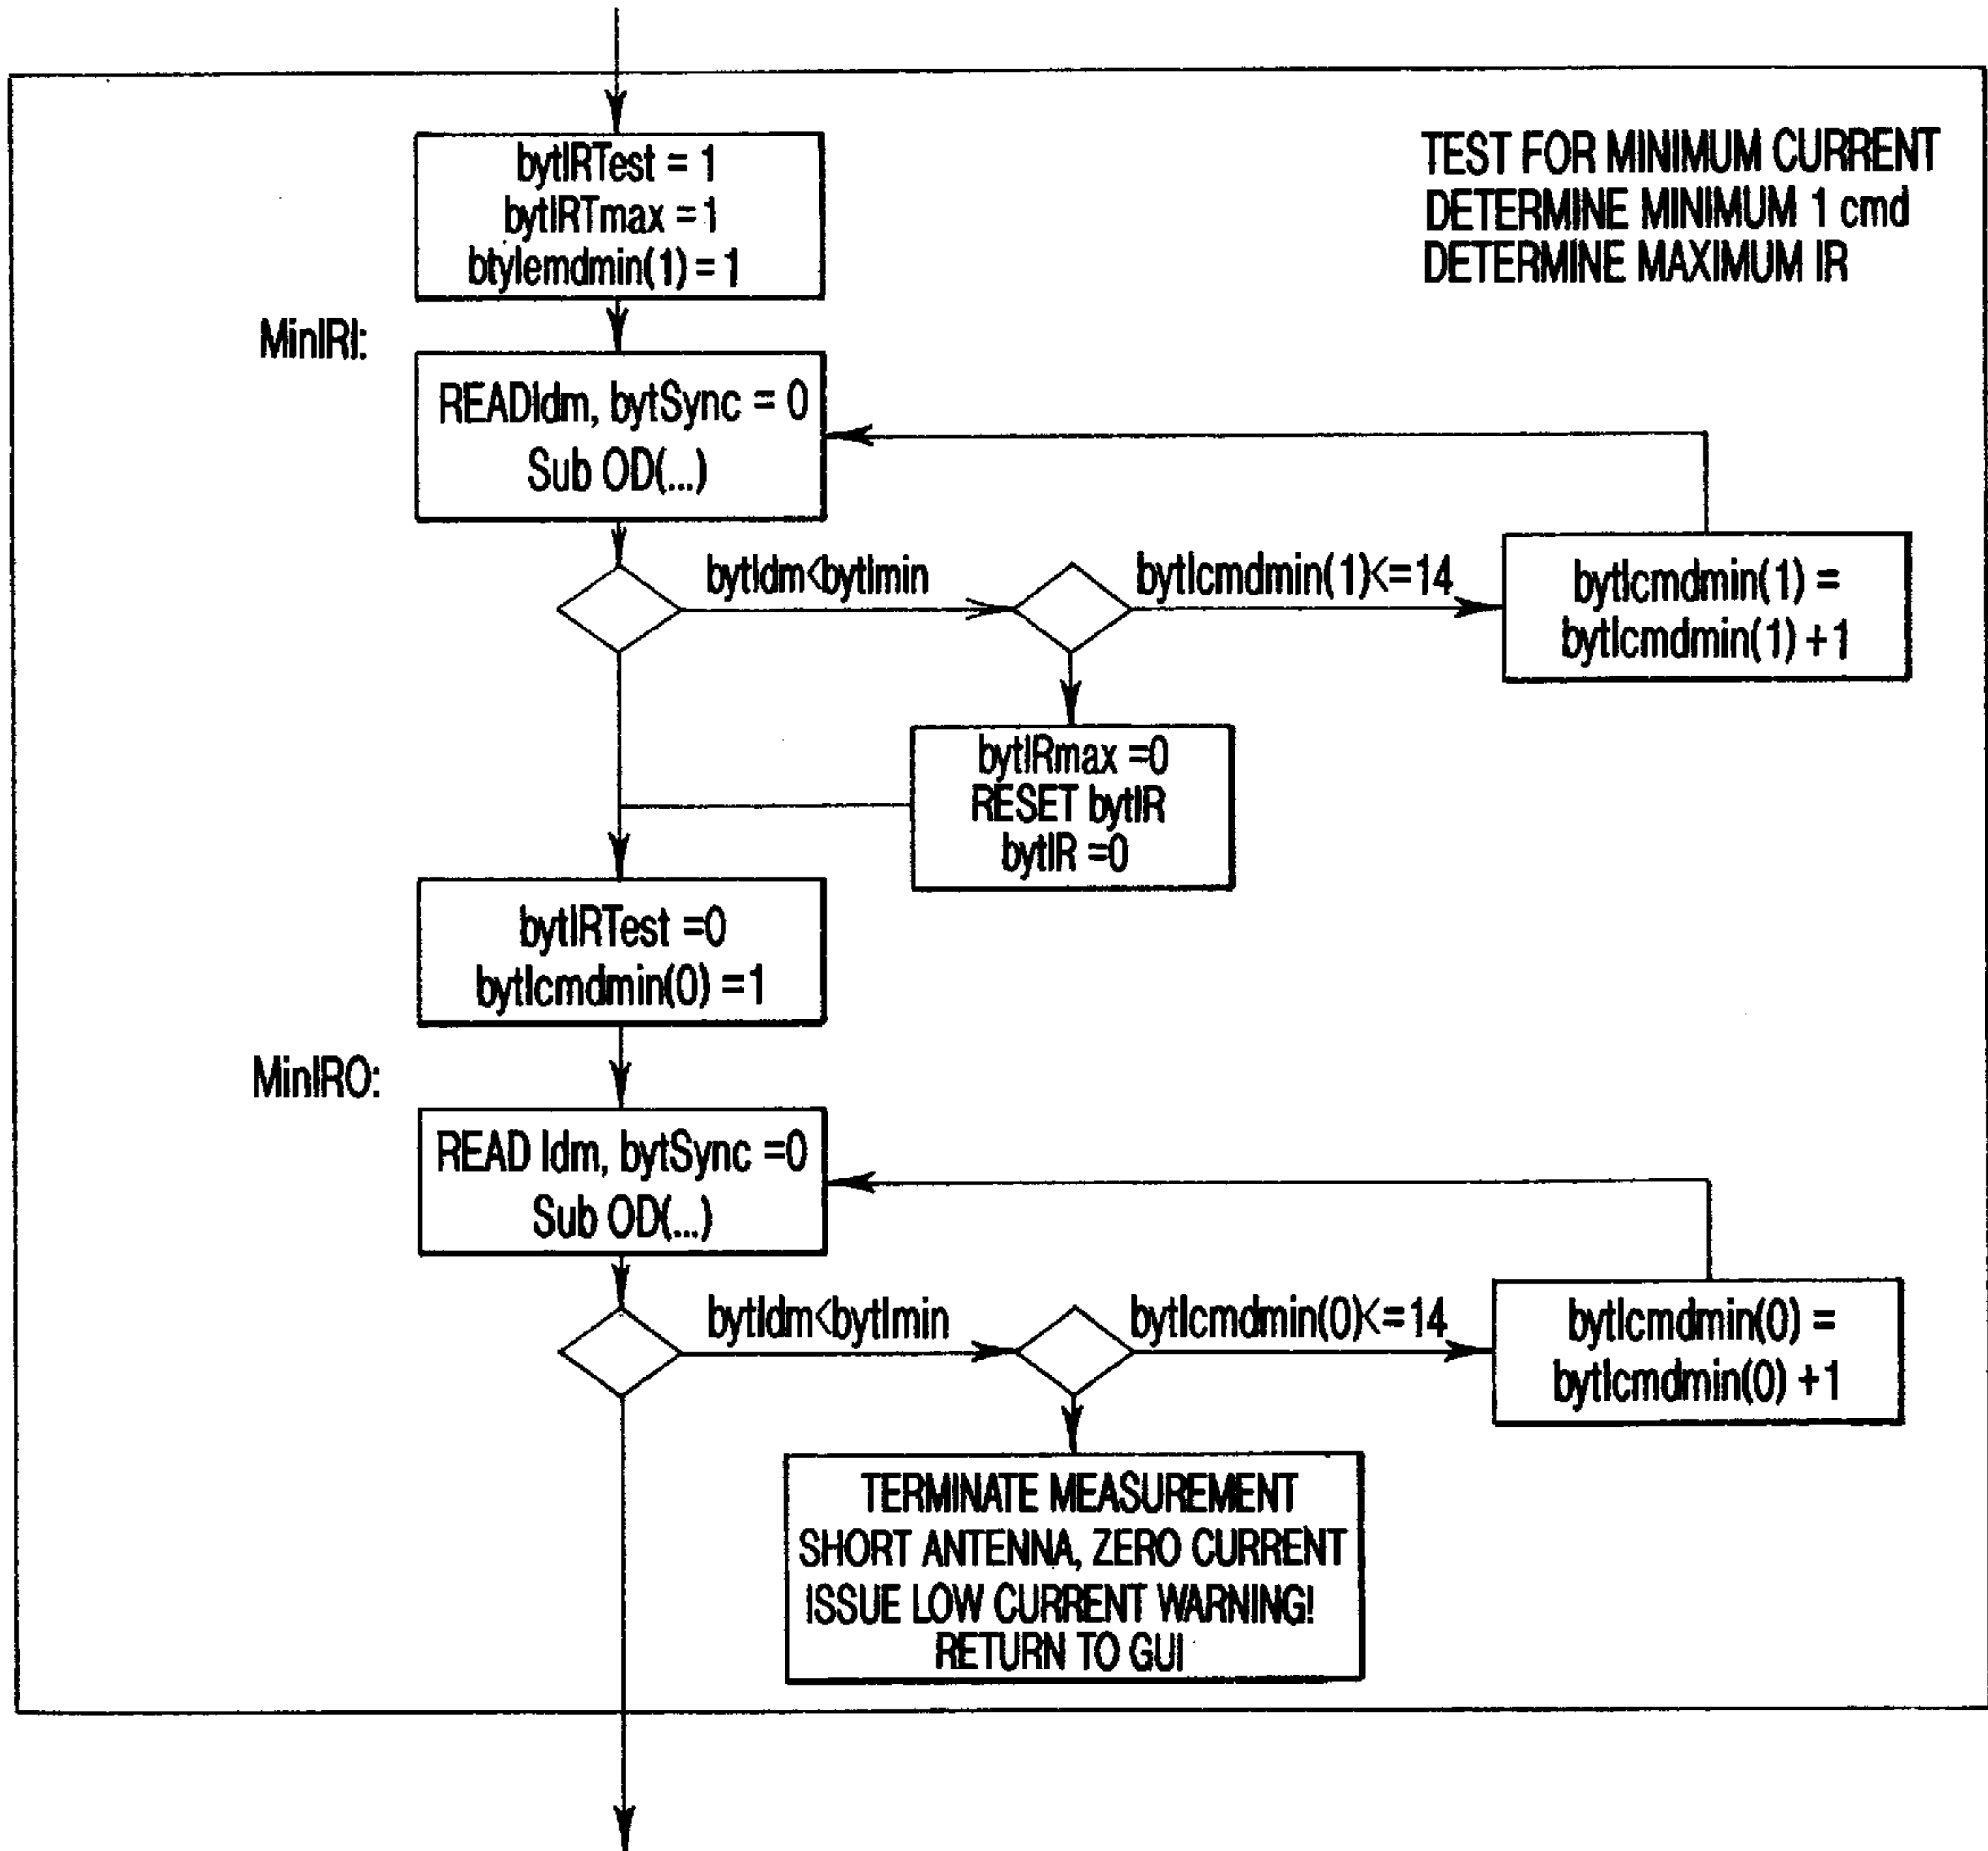 bytIRTest = 1
bytIRTmax = 1
btylemdmin(1) = 1
TEST FOR MINIMUM CURRENT
DETERMINE MINIMUM 1 cmd
DETERMINE MAXIMUM IR
MinIRI:
READIdm, bytSync = 0
Sub OD(...)
bytIdm<bytImin
bytIcmdmin(1)<=14
bytIcmdmin(1) =
bytIcmdmin(1) +1
bytIRmax =0
RESET bytIR
bytIR =0
bytIRTest =0
bytIcmdmin(0) =1
MinIRO:
READ Idm, bytSync =0
Sub OD(...)
bytIdm<bytImin
bytIcmdmin(0)<=14
bytIcmdmin(0) =
bytIcmdmin(0) +1
TERMINATE MEASUREMENT
SHORT ANTENNA, ZERO CURRENT
ISSUE LOW CURRENT WARNING!
RETURN TO GUI